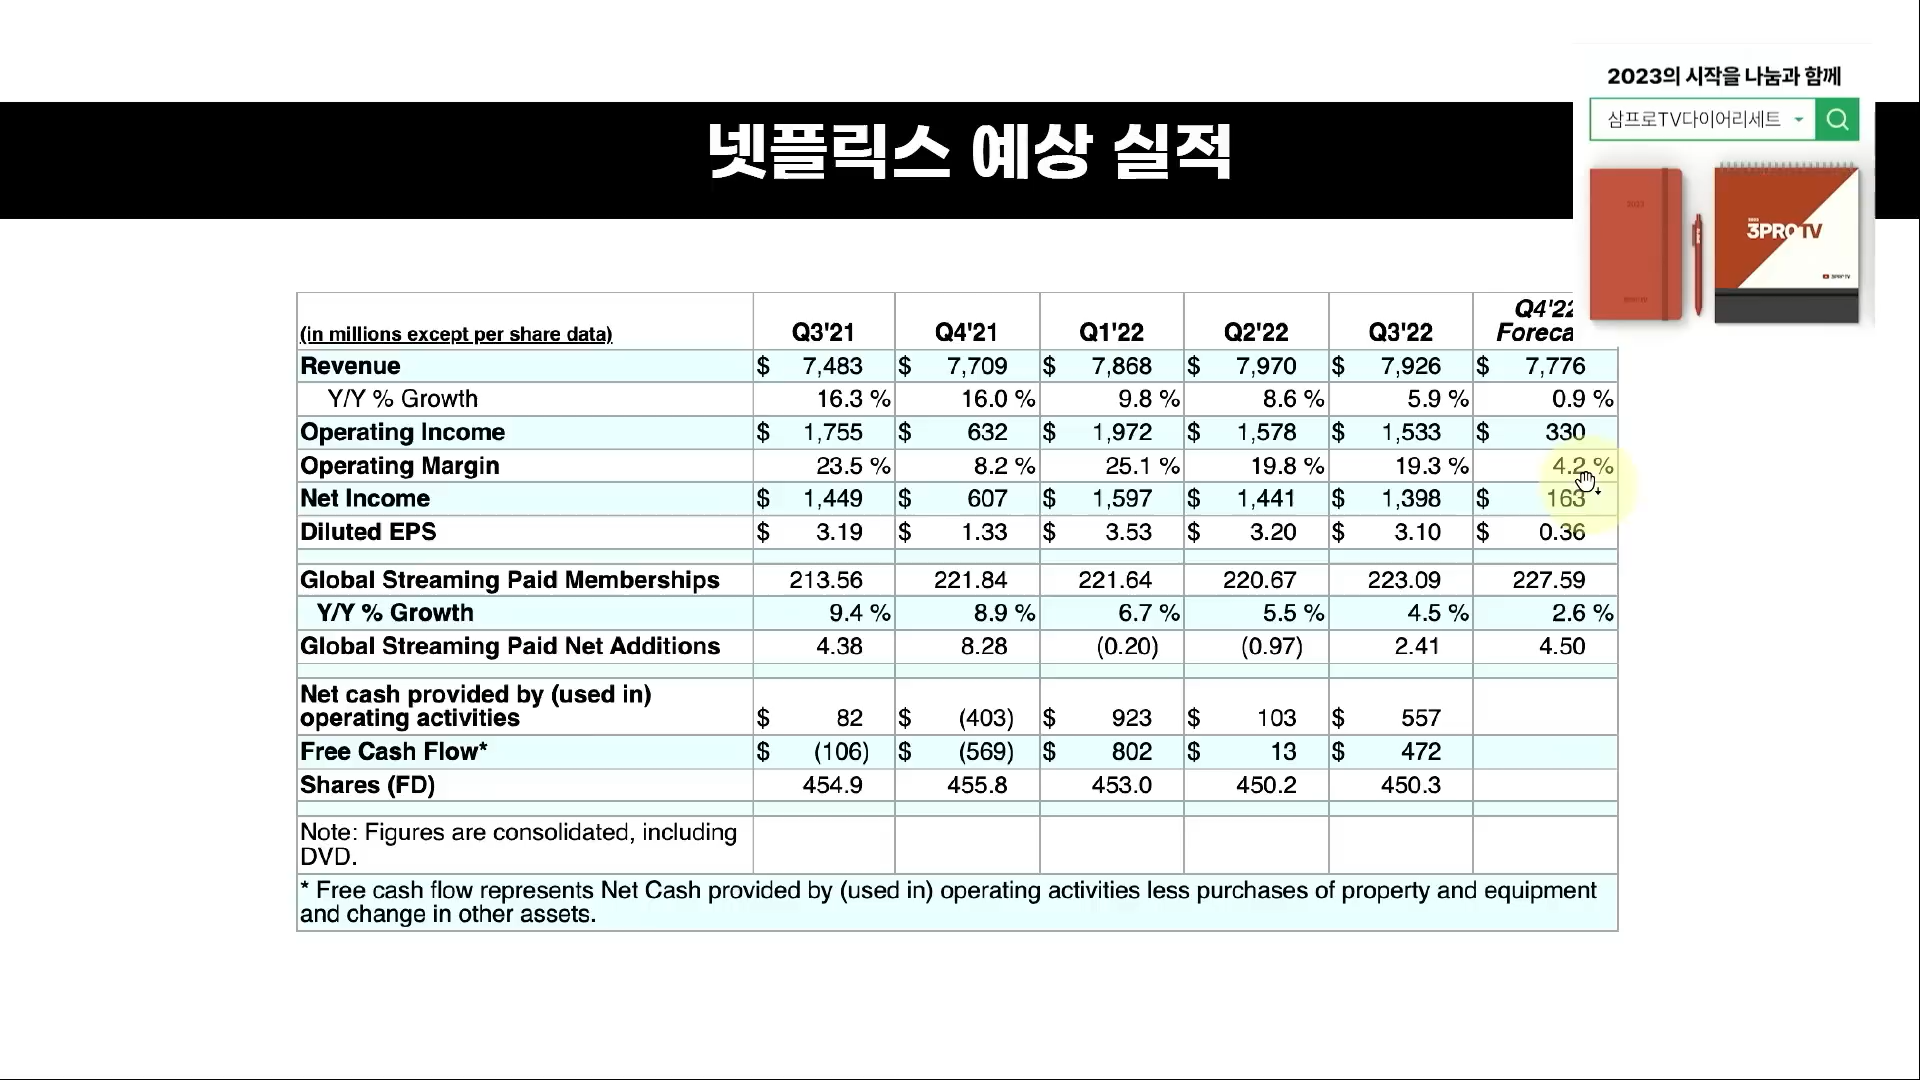 2023의 시작을 나눔과 함께
삼프로TV다이어리세트
넷플릭스 예상 실적
2023
3PROTV
(in millions except per share data) Q3'21 Q4'21 Q1'22 Q2'22 Q3'22 Q4'22 Foreca
Revenue $ 7,483 $ 7,709 $ 7,868 $ 7,970 $ 7,926 $ 7,776
Y/Y % Growth 16.3 % 16.0 % 9.8 % 8.6 % 5.9 % 0.9 %
Operating Income $ 1,755 $ 632 $ 1,972 $ 1,578 $ 1,533 $ 330
Operating Margin 23.5 % 8.2 % 25.1 % 19.8 % 19.3 % 4.2 %
Net Income $ 1,449 $ 607 $ 1,597 $ 1,441 $ 1,398 $ 163
Diluted EPS $ 3.19 $ 1.33 $ 3.53 $ 3.20 $ 3.10 $ 0.36
Global Streaming Paid Memberships 213.56 221.84 221.64 220.67 223.09 227.59
Y/Y % Growth 9.4 % 8.9 % 6.7 % 5.5 % 4.5 % 2.6 %
Global Streaming Paid Net Additions 4.38 8.28 (0.20) (0.97) 2.41 4.50
Net cash provided by (used in)
operating activities $ 82 $ (403) $ 923 $ 103 $ 557
Free Cash Flow* $ (106) $ (569) $ 802 $ 13 $ 472
Shares (FD) 454.9 455.8 453.0 450.2 450.3
Note: Figures are consolidated, including
DVD.
* Free cash flow represents Net Cash provided by (used in) operating activities less purchases of property and equipment
and change in other assets.